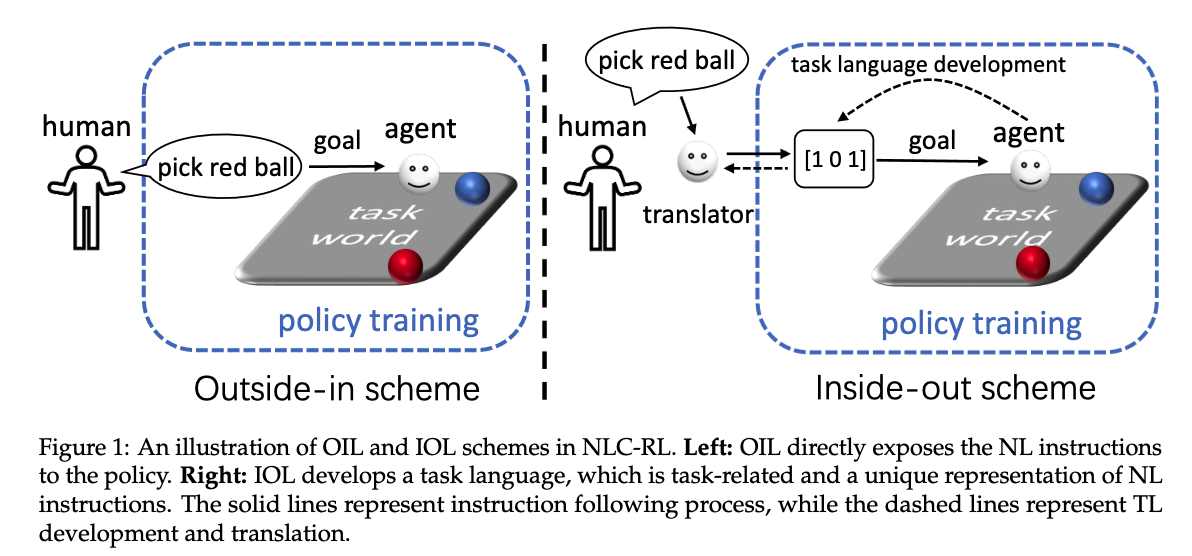 human
pick red ball
goal
agent
task
world
policy training
Outside-in scheme
pick red ball
human
translator
task language development
[1 0 1]
goal
agent
task
world
policy training
Inside-out scheme
Figure 1: An illustration of OIL and IOL schemes in NLC-RL. Left: OIL directly exposes the NL instructions
to the policy. Right: IOL develops a task language, which is task-related and a unique representation of NL
instructions. The solid lines represent instruction following process, while the dashed lines represent TL
development and translation.